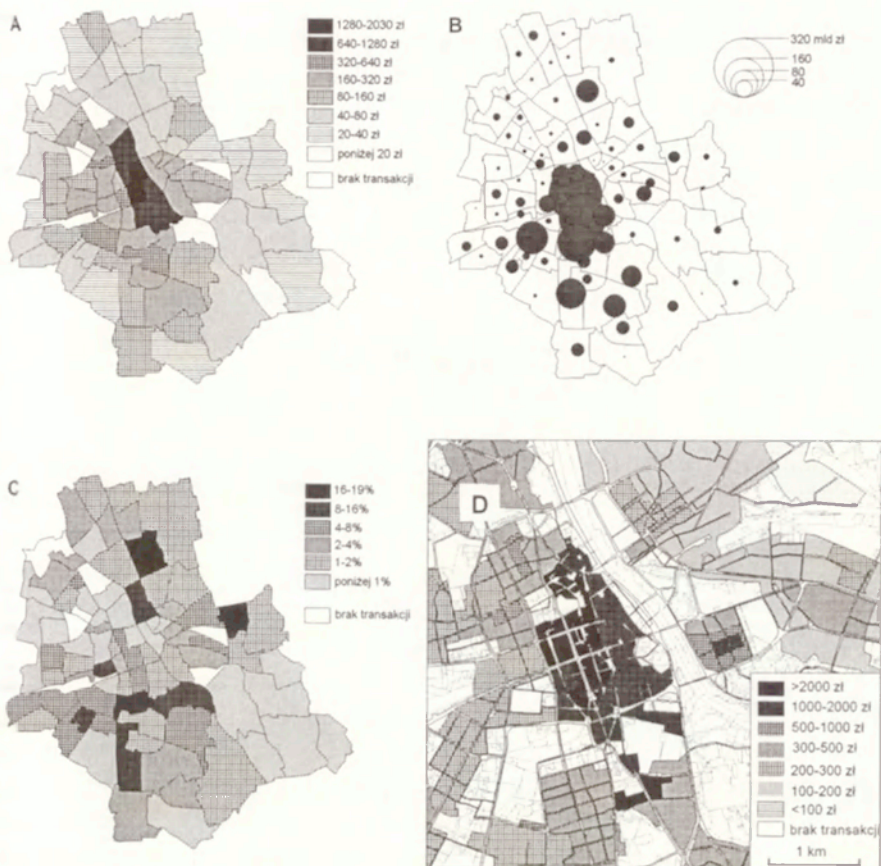 A
1280-2030 zł
640-1280 zł
320-640 zł
160-320 zł
80-160 zł
40-80 zł
20-40 zł
poniżej 20 zł
brak transakcji
B
320 mld zł
160
80
40
C
16-19%
8-16%
4-8%
2-4%
1-2%
poniżej 1%
brak transakcji
D
>2000 zł
1000-2000 zł
500-1000 zł
300-500 zł
200-300 zł
100-200 zł
<100 zł
brak transakcji
1 km